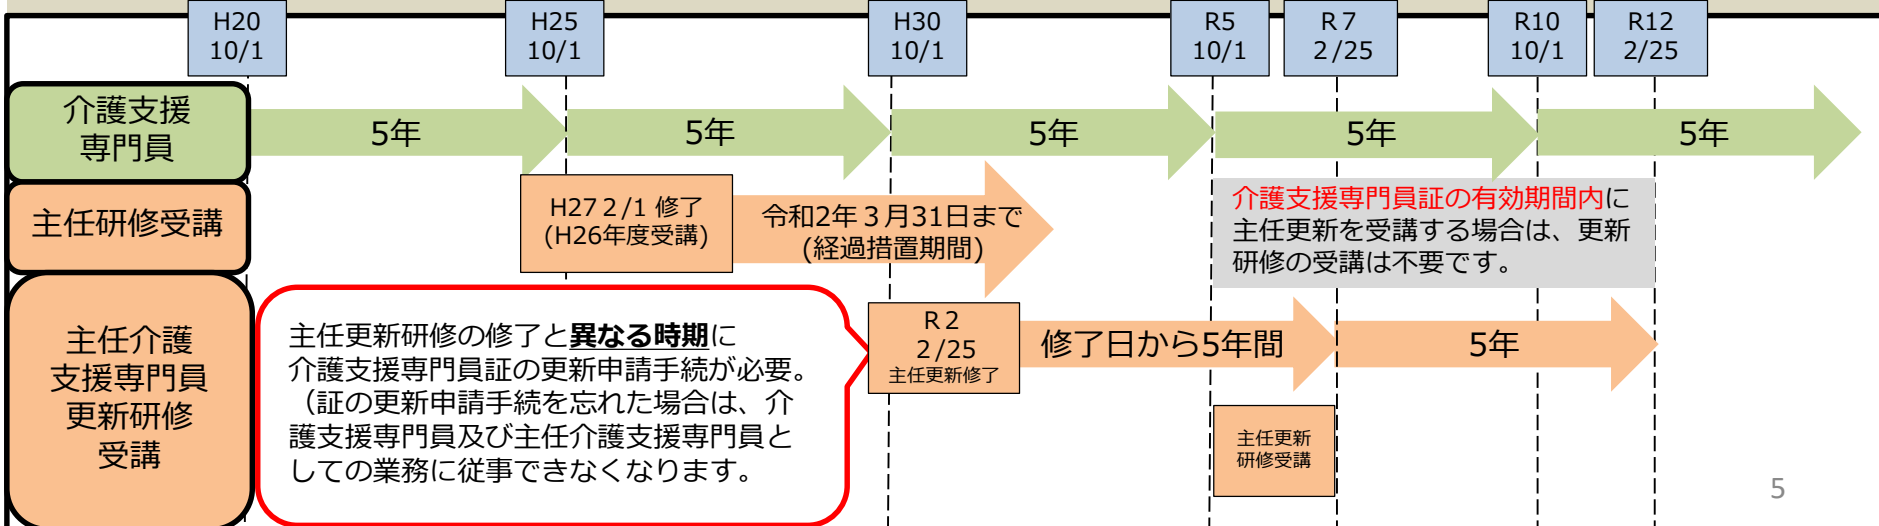 H20
10/1
H25
10/1
H30
10/1
R5
10/1
R７
２/25
R10
10/1
R12
2/25
介護支援
専門員
5年
5年
5年
5年
5年
主任研修受講
H27２/1 修了
(H26年度受講)
令和2年３月31日まで
(経過措置期間)
介護支援専門員証の有効期間内に
主任更新を受講する場合は、更新
研修の受講は不要です。
主任介護
支援専門員
更新研修
受講
主任更新研修の修了と異なる時期に
介護支援専門員証の更新申請手続が必要。
（証の更新申請手続を忘れた場合は、介
護支援専門員及び主任介護支援専門員と
しての業務に従事できなくなります。
R２
２/25
主任更新修了
修了日から5年間
5年
主任更新
研修受講
5